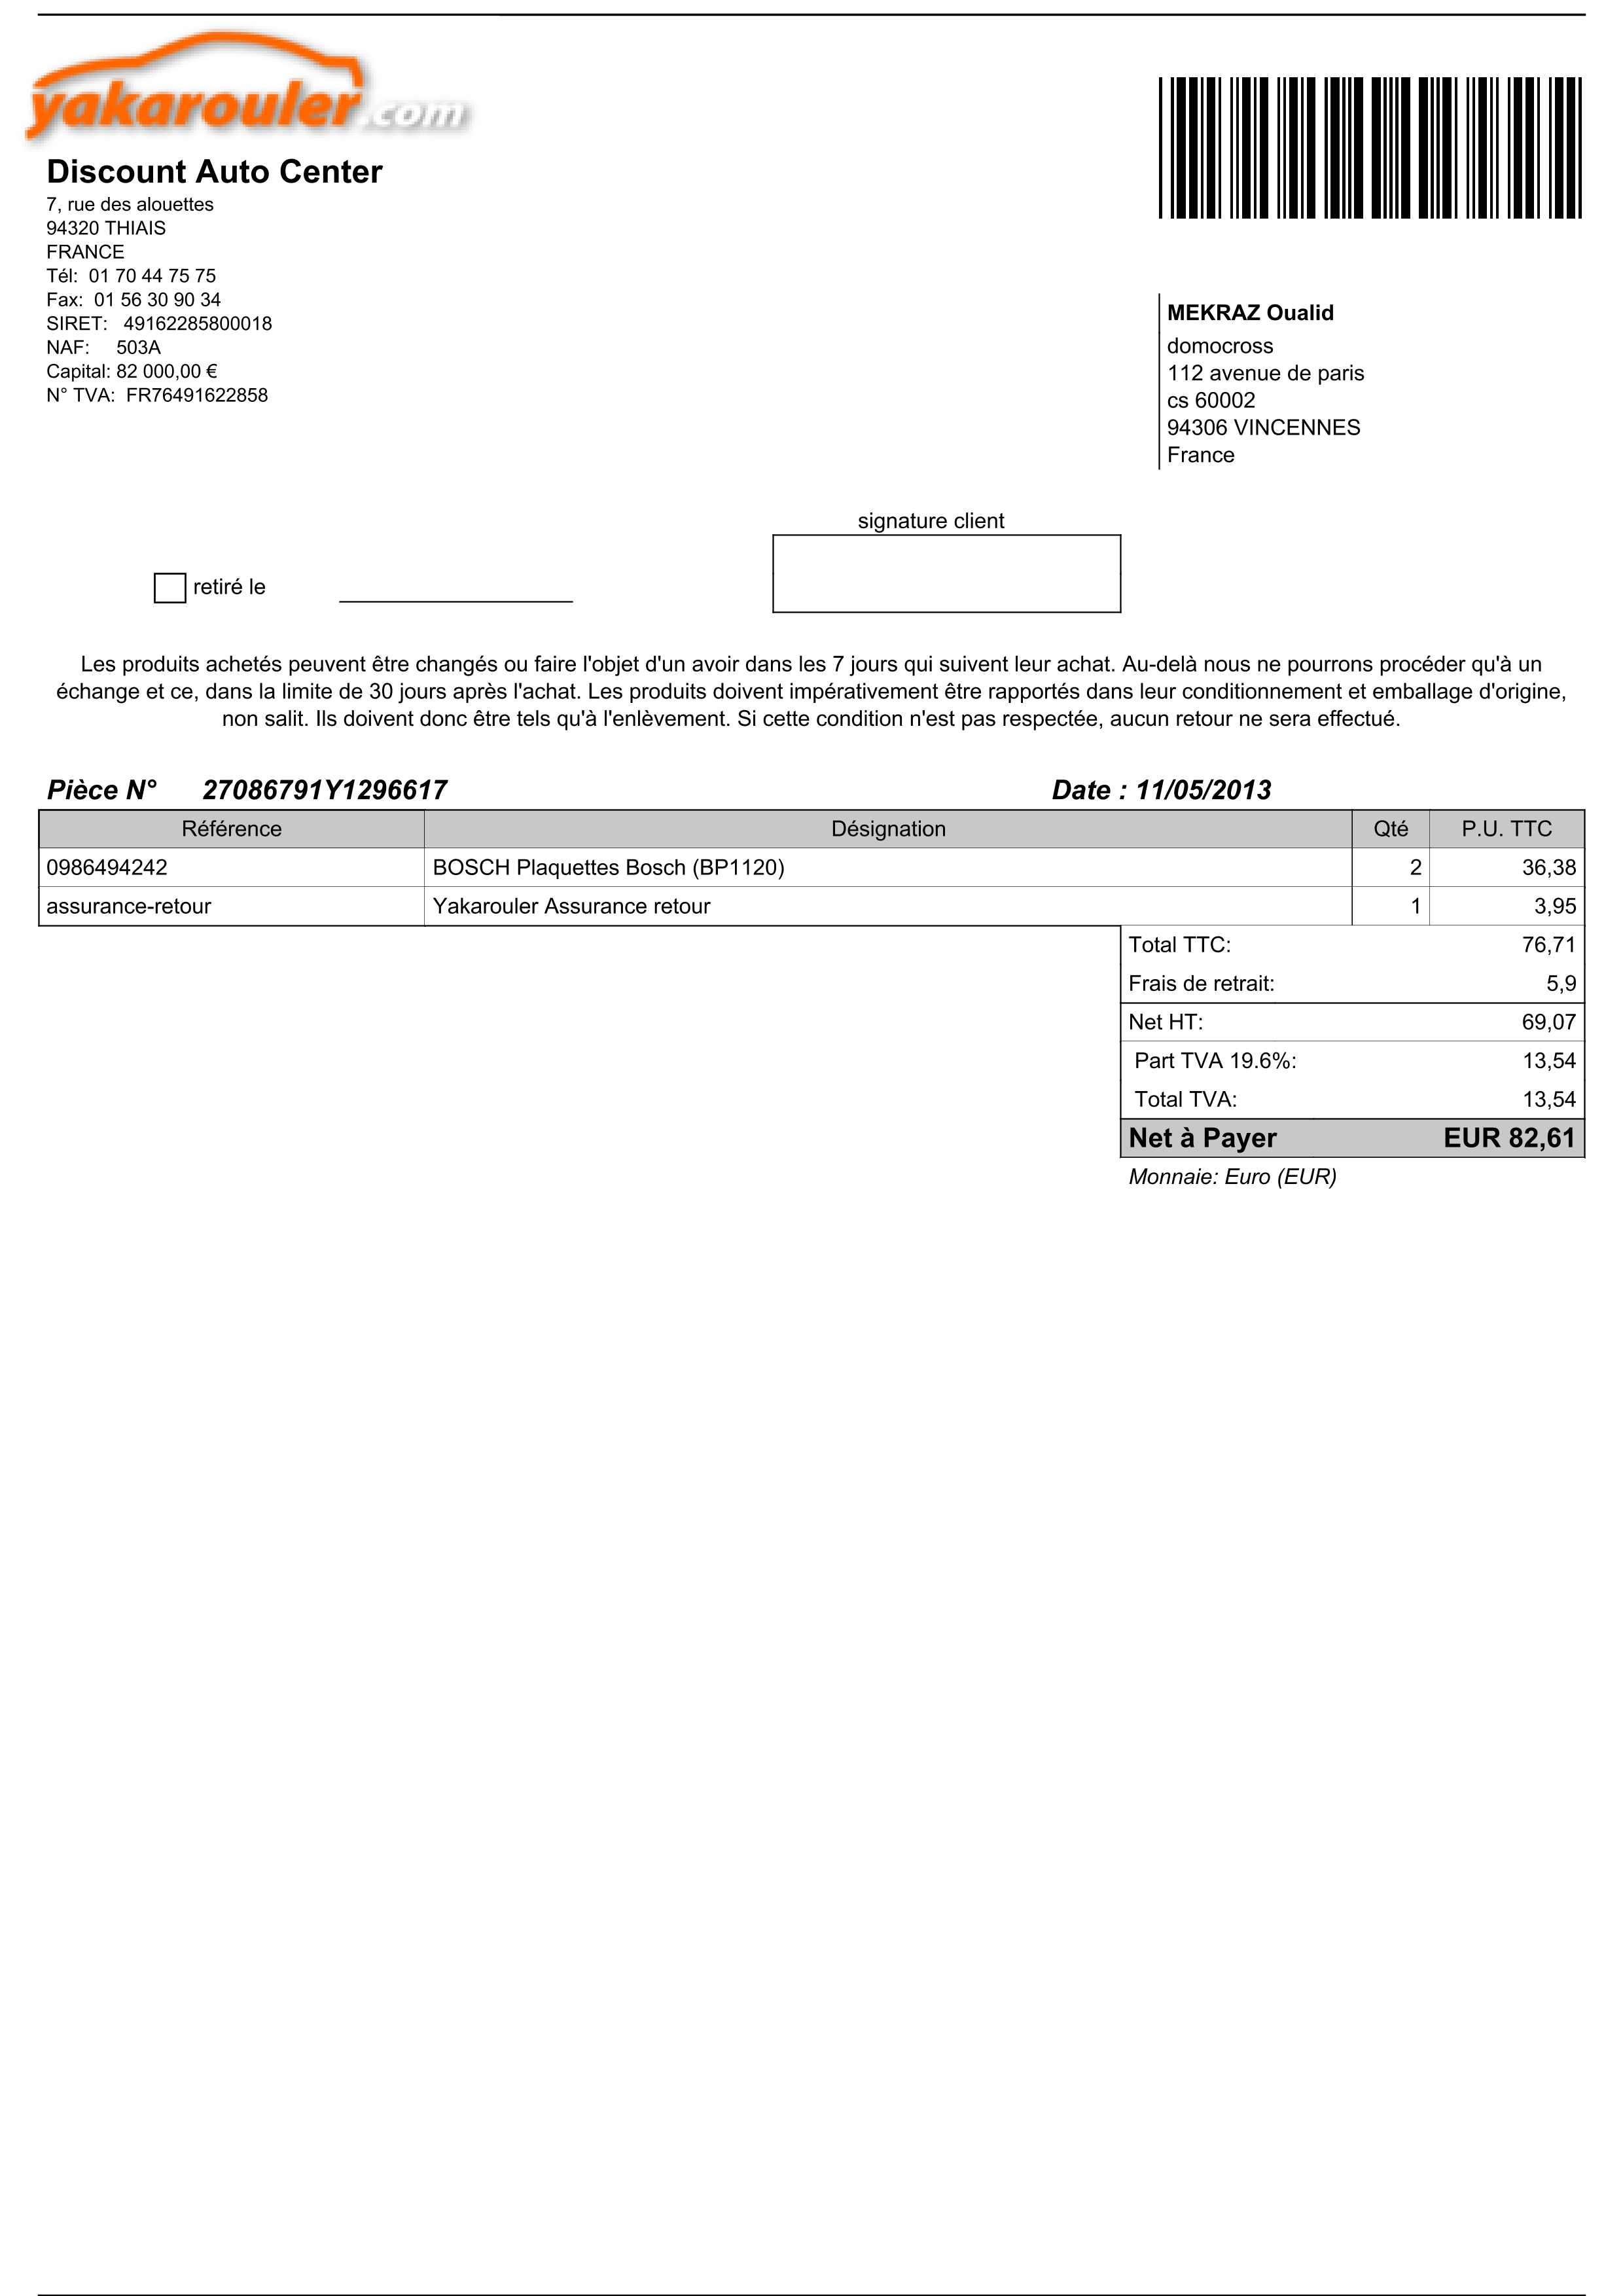 yakarouler.com
Discount Auto Center
7, rue des alouettes
94320 THIAIS
FRANCE
Tél: 01 70 44 75 75
Fax: 01 56 30 90 34
SIRET: 49162285800018
NAF: 503A
Capital: 82 000,00 €
N° TVA: FR76491622858
MEKRAZ Oualid
domocross
112 avenue de paris
cs 60002
94306 VINCENNES
France
signature client
retiré le
Les produits achetés peuvent être changés ou faire l'objet d'un avoir dans les 7 jours qui suivent leur achat. Au-delà nous ne pourrons procéder qu'à un
échange et ce, dans la limite de 30 jours après l'achat. Les produits doivent impérativement être rapportés dans leur conditionnement et emballage d'origine,
non salit. Ils doivent donc être tels qu'à l'enlèvement. Si cette condition n'est pas respectée, aucun retour ne sera effectué.
Pièce N° 27086791Y1296617 Date : 11/05/2013
Référence Désignation Qté P.U. TTC
0986494242 BOSCH Plaquettes Bosch (BP1120) 2 36,38
assurance-retour Yakarouler Assurance retour 1 3,95
Total TTC: 76,71
Frais de retrait: 5,9
Net HT: 69,07
Part TVA 19.6%: 13,54
Total TVA: 13,54
Net à Payer EUR 82,61
Monnaie: Euro (EUR)